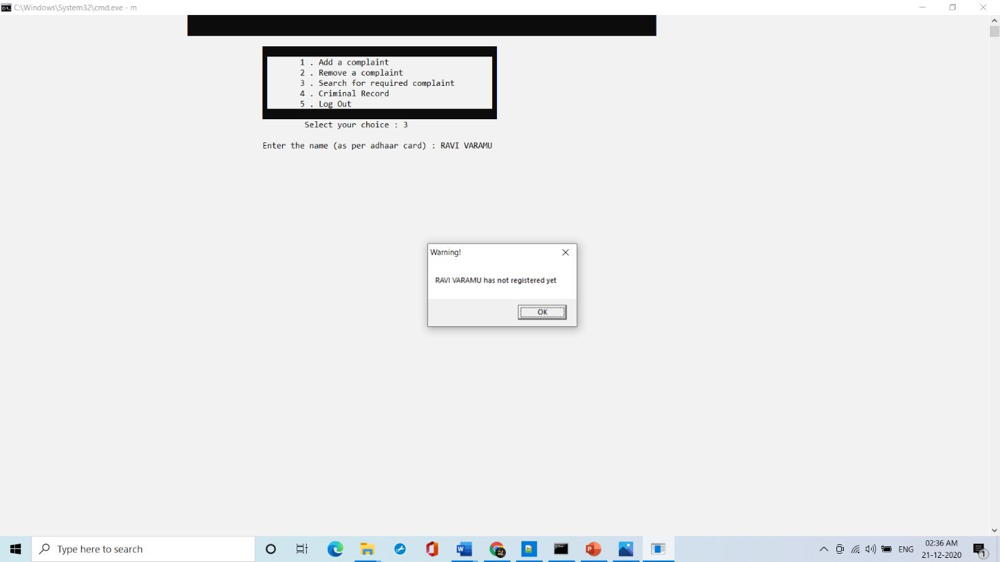 C:\Windows\System32\cmd.exe - m
1 . Add a complaint
2 . Remove a complaint
3 . Search for required complaint
4 . Criminal Record
5 . Log Out
Select your choice : 3
Enter the name (as per adhaar card) : RAVI VARAMU
Warning!
RAVI VARAMU has not registered yet
OK
Type here to search
ENG
02:36 AM
21-12-2020
1